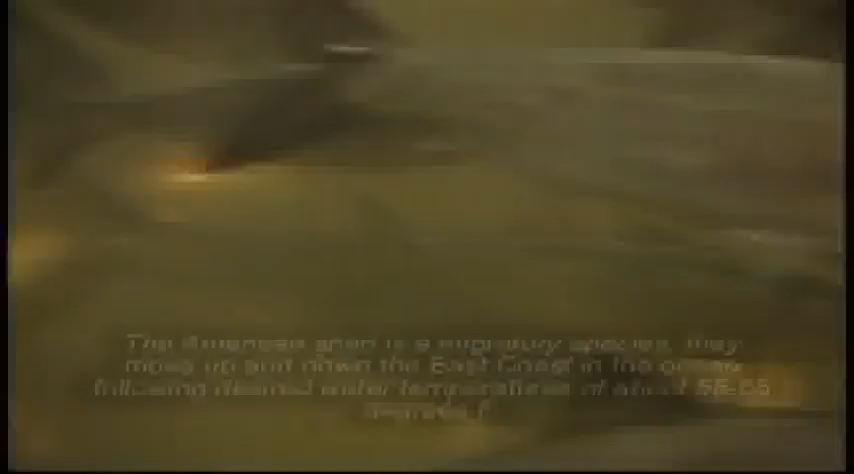 The American shad is a migratory species, they
move up and down the East Coast in the ocean
following desired water temperatures of about 55-65
degrees F